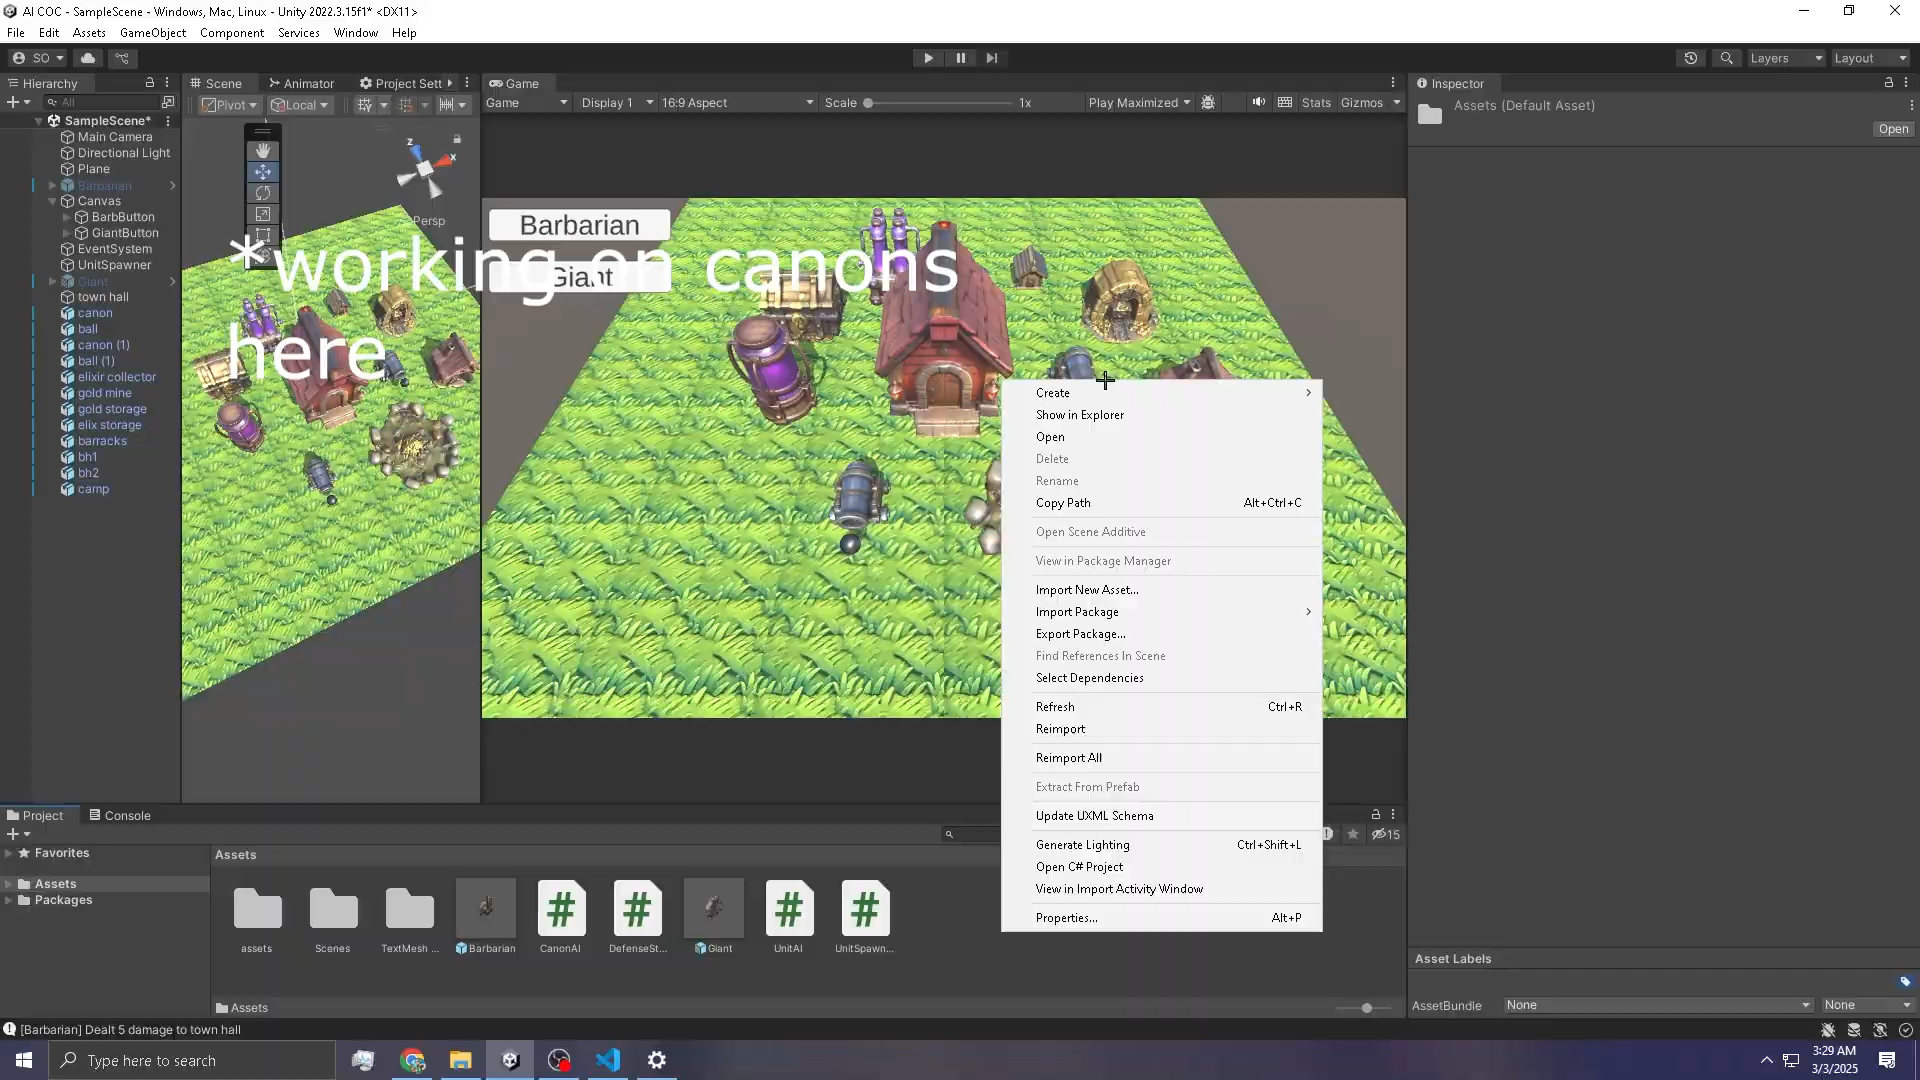 AI COC - SampleScene - Windows, Mac, Linux - Unity 2022.3.15f1* <DX11>
File Edit Assets GameObject Component Services Window Help
SO Layers Layout
Hierarchy Scene Animator Project Sett Game Inspector
All Pivot Local Game Display 1 16:9 Aspect Scale 1x Play Maximized Stats Gizmos
Assets (Default Asset)
Open
SampleScene*
Main Camera
Directional Light
Plane
Barbarian
Canvas
BarbButton
GiantButton
EventSystem
UnitSpawner
Giant
town hall
canon
ball
canon (1)
ball (1)
elixir collector
gold mine
gold storage
elix storage
barracks
bh1
bh2
camp
z
x
Persp
Barbarian
Giant
*working on canons
here
Create
Show in Explorer
Open
Delete
Rename
Copy Path Alt+Ctrl+C
Open Scene Additive
View in Package Manager
Import New Asset...
Import Package
Export Package...
Find References In Scene
Select Dependencies
Refresh Ctrl+R
Reimport
Reimport All
Extract From Prefab
Update UXML Schema
Generate Lighting Ctrl+Shift+L
Open C# Project
View in Import Activity Window
Properties... Alt+P
Project Console
15
Favorites
Assets
Packages
Assets
assets Scenes TextMesh ... Barbarian CanonAI DefenseSt... Giant UnitAI UnitSpawn...
Assets
Asset Labels
AssetBundle None None
[Barbarian] Dealt 5 damage to town hall
Type here to search
3:29 AM
3/3/2025